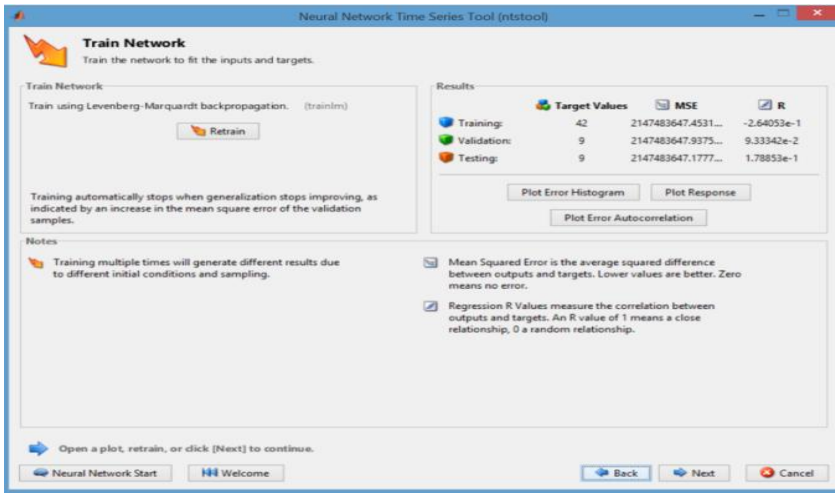 Neural Network Time Series Tool (ntstool)
Train Network
Train the network to fit the inputs and targets.
Train Network
Train using Levenberg-Marquardt backpropagation. (trainlm)
Retrain
Training automatically stops when generalization stops improving, as
indicated by an increase in the mean square error of the validation
samples.
Results
Target Values MSE R
Training: 42 2147483647.4531... -2.64053e-1
Validation: 9 2147483647.9375... 9.33342e-2
Testing: 9 2147483647.1777... 1.78853e-1
Plot Error Histogram Plot Response
Plot Error Autocorrelation
Notes
Training multiple times will generate different results due
to different initial conditions and sampling.
Mean Squared Error is the average squared difference
between outputs and targets. Lower values are better. Zero
means no error.
Regression R Values measure the correlation between
outputs and targets. An R value of 1 means a close
relationship, 0 a random relationship.
Open a plot, retrain, or click [Next] to continue.
Neural Network Start Welcome Back Next Cancel